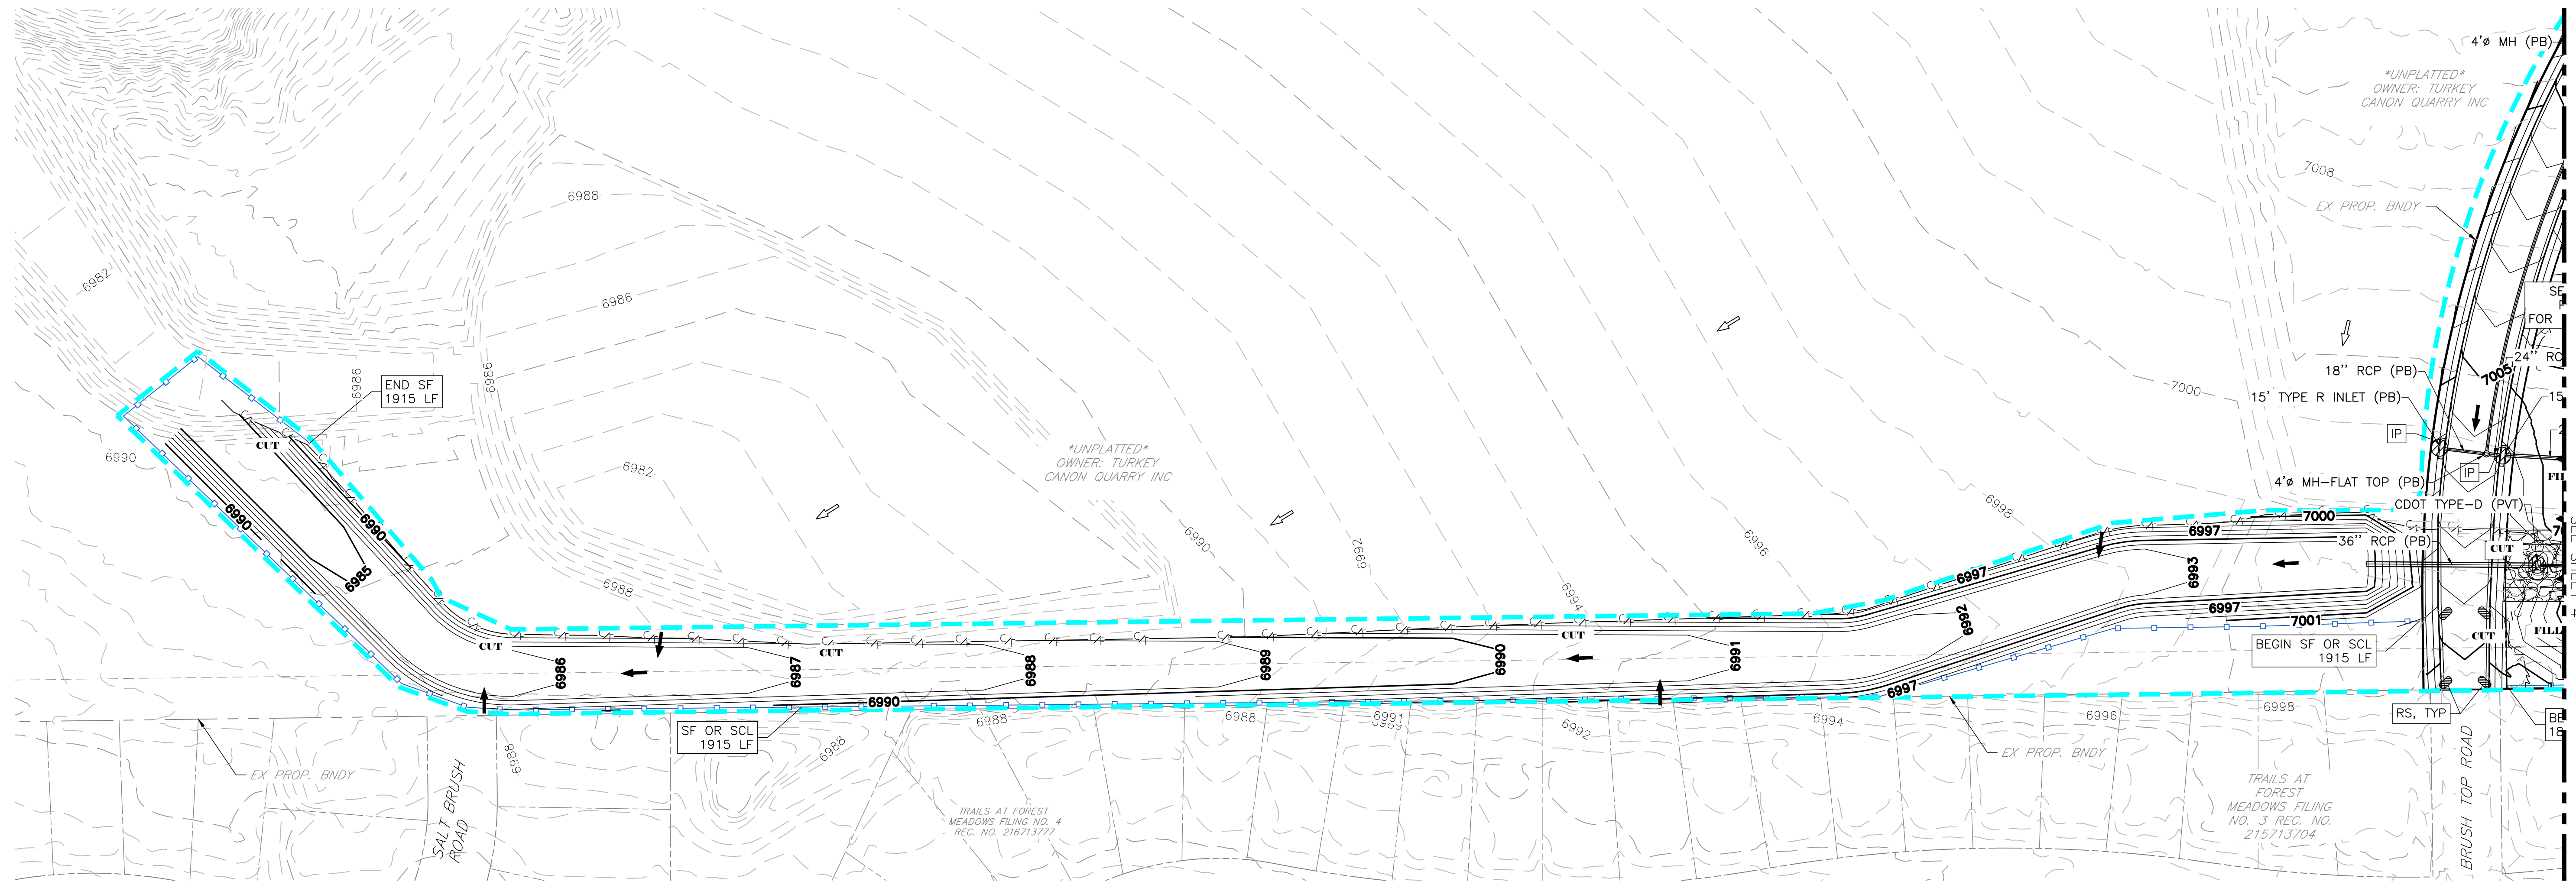 4'ø MH (PB)
*UNPLATTED*
OWNER: TURKEY
CANON QUARRY INC
7008
EX PROP. BNDY
6988
6982
6986
SE
FOR
24'' RC
18'' RCP (PB)
7005
15' TYPE R INLET (PB)
15
7000
6986
6986
END SF
1915 LF
IP
IP
2
CUT
6990
*UNPLATTED*
OWNER: TURKEY
CANON QUARRY INC
6982
4'ø MH-FLAT TOP (PB)
FIL
CDOT TYPE-D (PVT)
6998
6990
6990
6990
6992
6996
7000
6997
36'' RCP (PB)
CUT
6985
6988
6994
6997
6993
6997
7001
6992
CUT
CUT
CUT
CUT
FILL
BEGIN SF OR SCL
1915 LF
6986
6987
6988
6989
6990
6991
6990
6997
SF OR SCL
1915 LF
6988
6988
6991
6989
6992
6994
6996
6998
RS, TYP
BE
18
6988
6988
EX PROP. BNDY
EX PROP. BNDY
SALT BRUSH
ROAD
TRAILS AT FOREST
MEADOWS FILING NO. 4
REC. NO. 216713777
TRAILS AT
FOREST
MEADOWS FILING
NO. 3 REC. NO.
215713704
BRUSH TOP ROAD